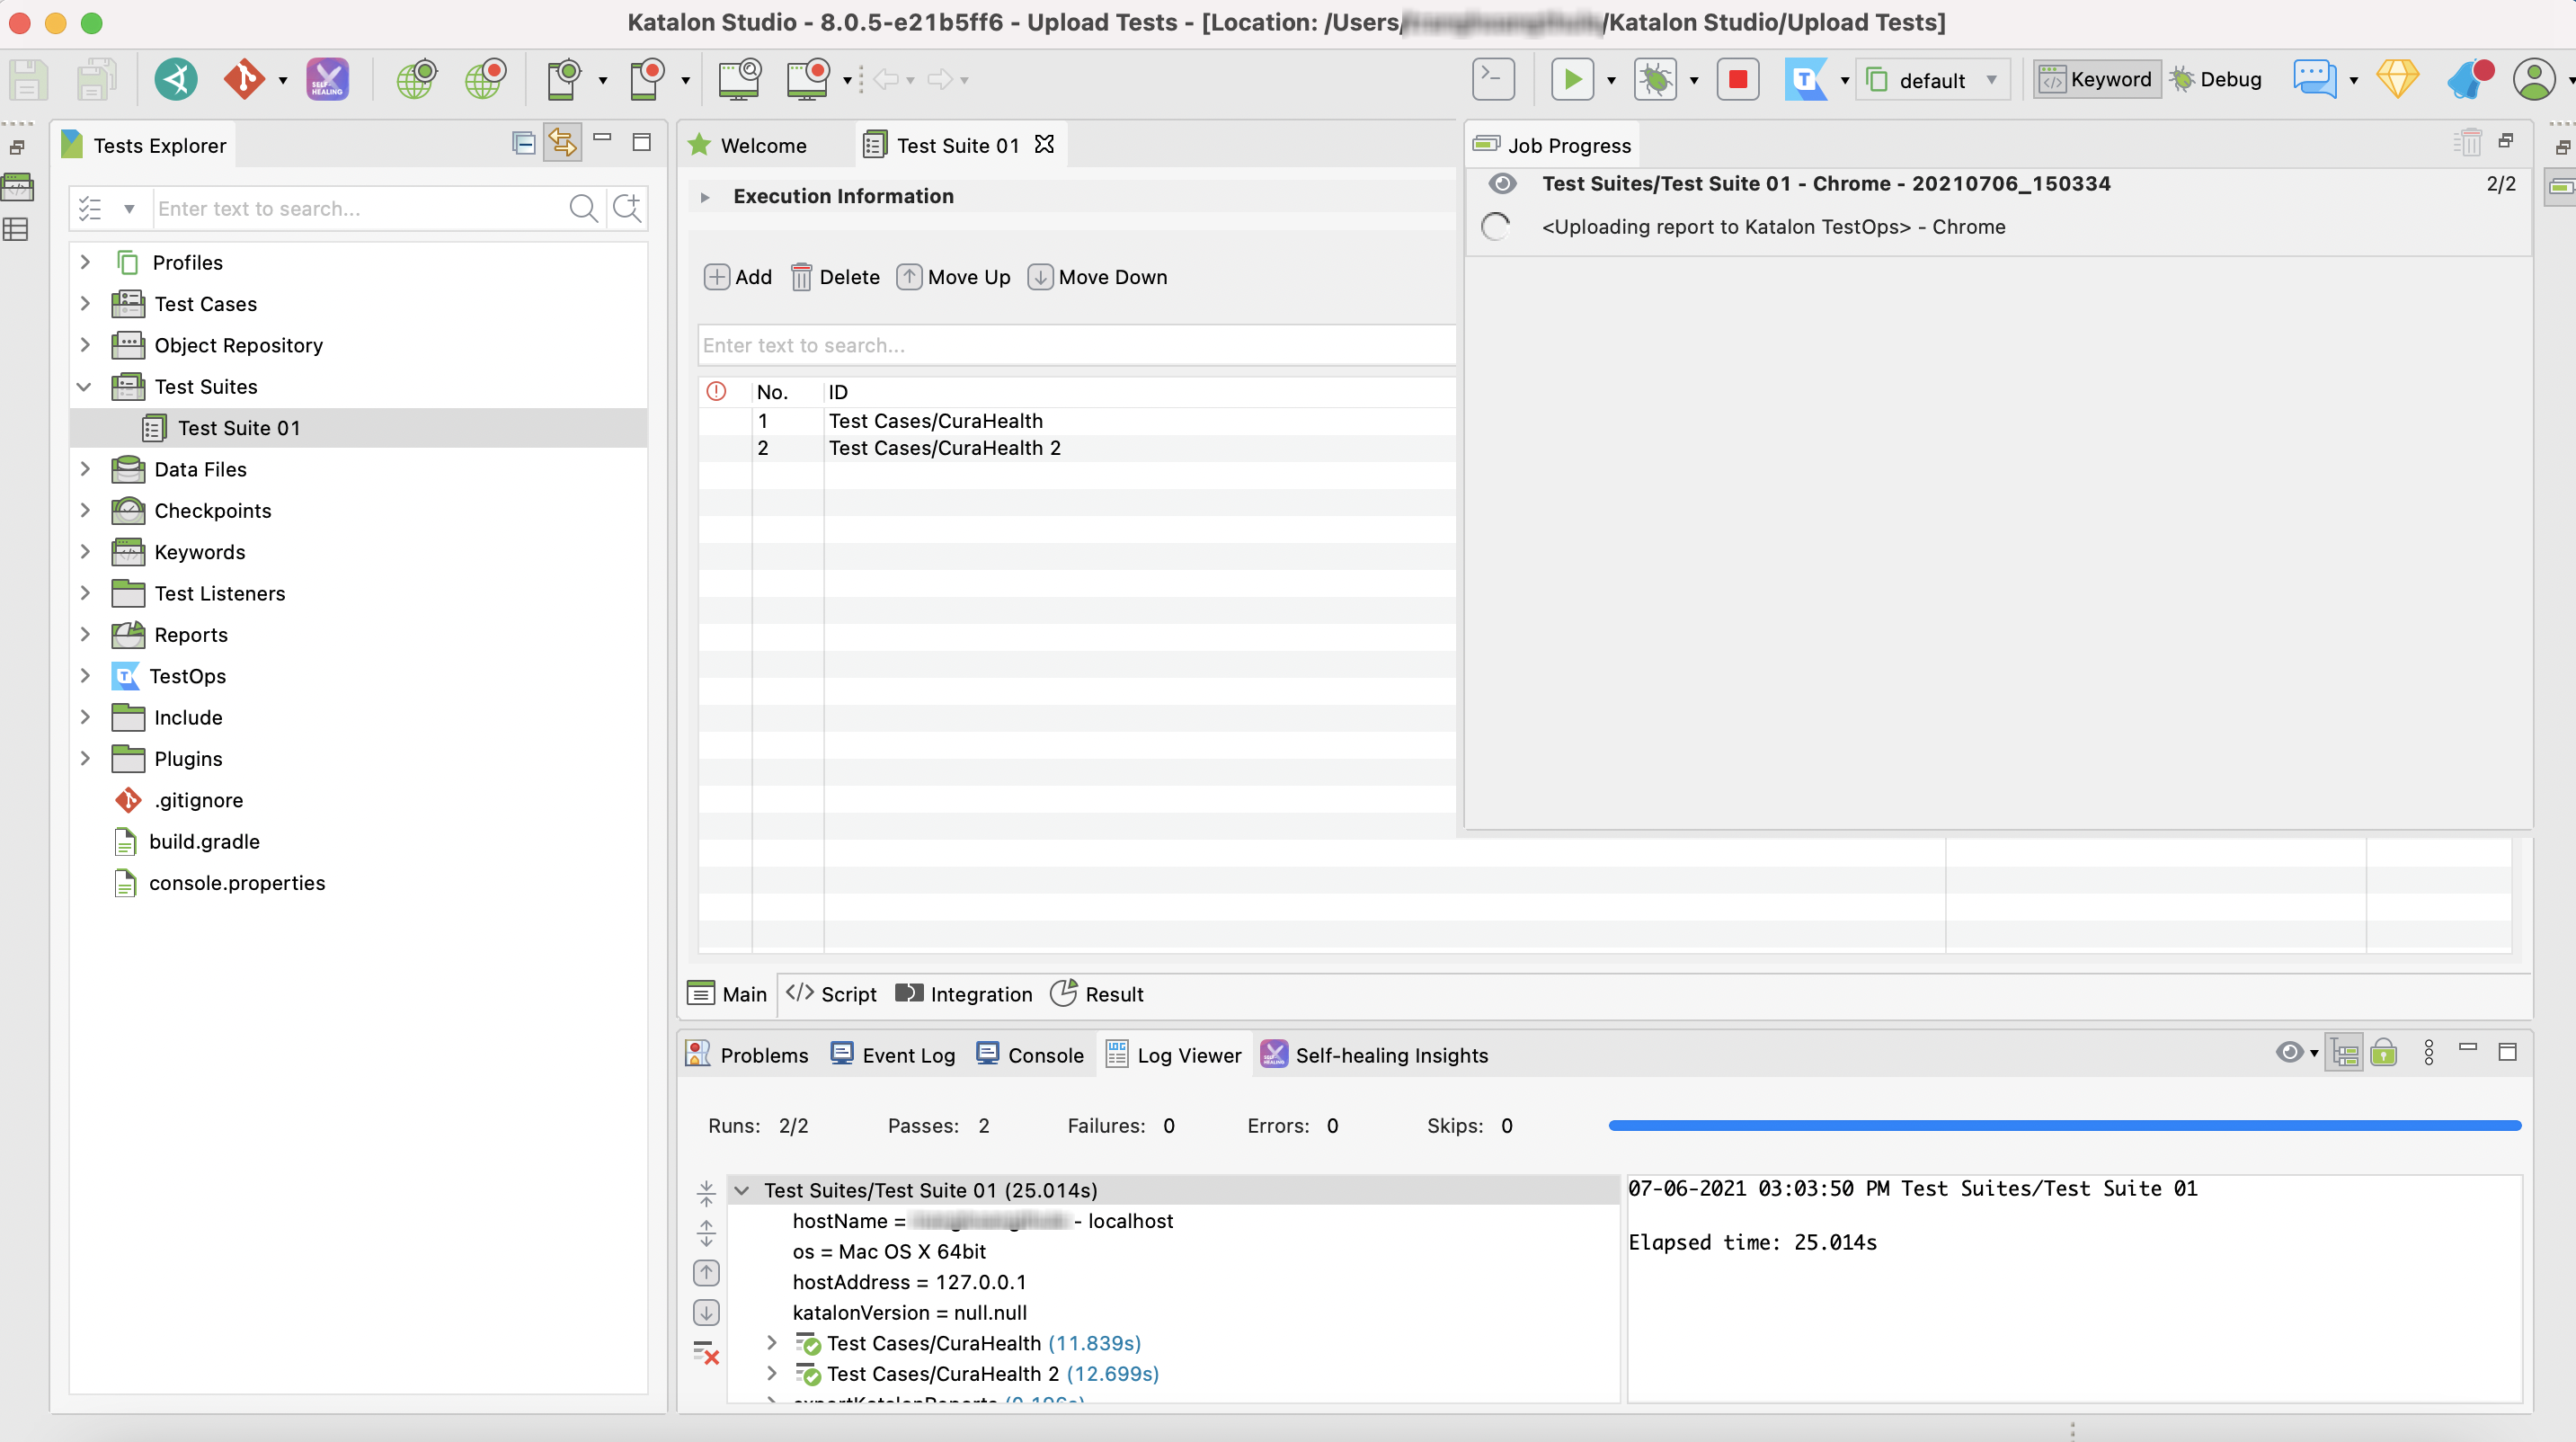 Katalon Studio - 8.0.5-e21b5ff6 - Upload Tests - [Location: /Users/ /Katalon Studio/Upload Tests]
SELF HEALING
default
Keyword
Debug
Tests Explorer
Enter text to search...
Profiles
Test Cases
Object Repository
Test Suites
Test Suite 01
Data Files
Checkpoints
Keywords
Test Listeners
Reports
TestOps
Include
Plugins
.gitignore
build.gradle
console.properties
Welcome
Test Suite 01
Execution Information
Add
Delete
Move Up
Move Down
Enter text to search...
No. ID
1 Test Cases/CuraHealth
2 Test Cases/CuraHealth 2
Job Progress
Test Suites/Test Suite 01 - Chrome - 20210706_150334 2/2
<Uploading report to Katalon TestOps> - Chrome
Main
Script
Integration
Result
Problems
Event Log
Console
Log Viewer
Self-healing Insights
Runs: 2/2 Passes: 2 Failures: 0 Errors: 0 Skips: 0
Test Suites/Test Suite 01 (25.014s)
hostName = - localhost
os = Mac OS X 64bit
hostAddress = 127.0.0.1
katalonVersion = null.null
Test Cases/CuraHealth (11.839s)
Test Cases/CuraHealth 2 (12.699s)
07-06-2021 03:03:50 PM Test Suites/Test Suite 01
Elapsed time: 25.014s